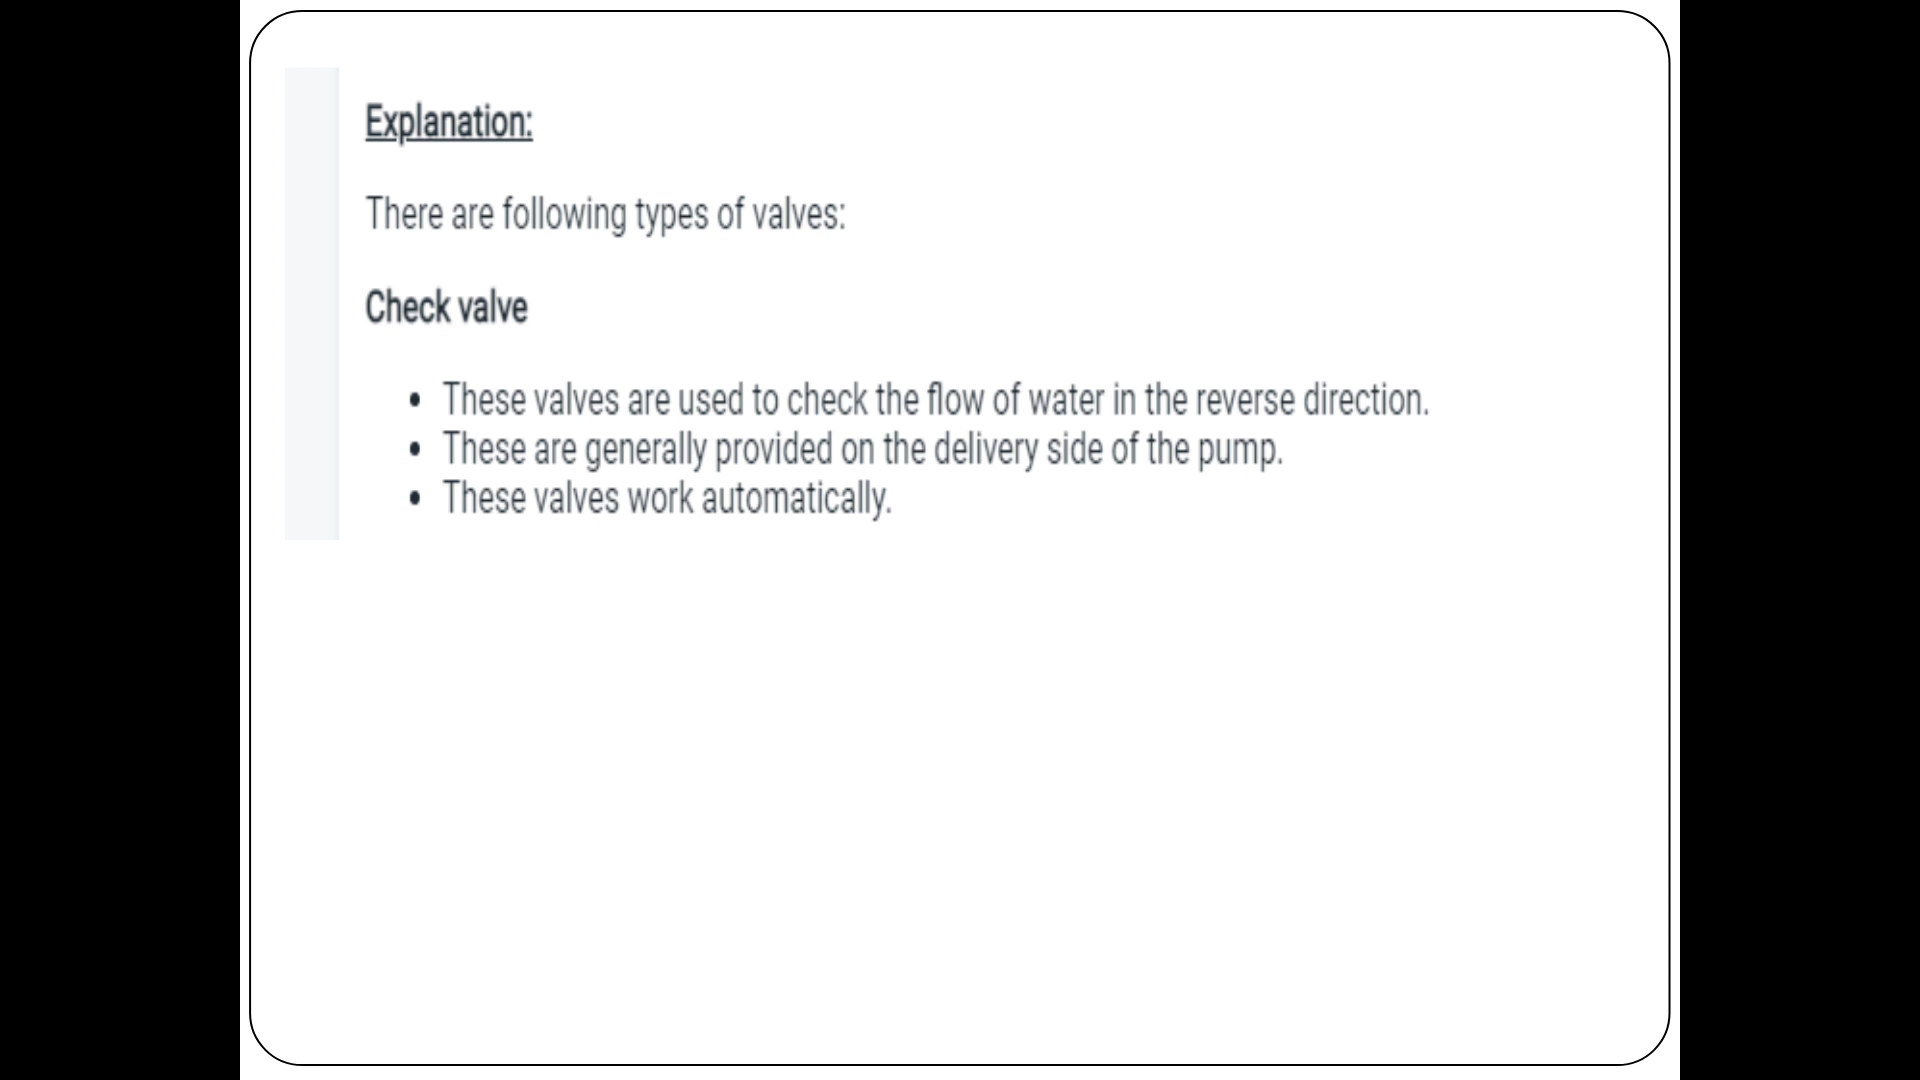 Explanation:
There are following types of valves:
Check valve
• These valves are used to check the flow of water in the reverse direction.
• These are generally provided on the delivery side of the pump.
• These valves work automatically.